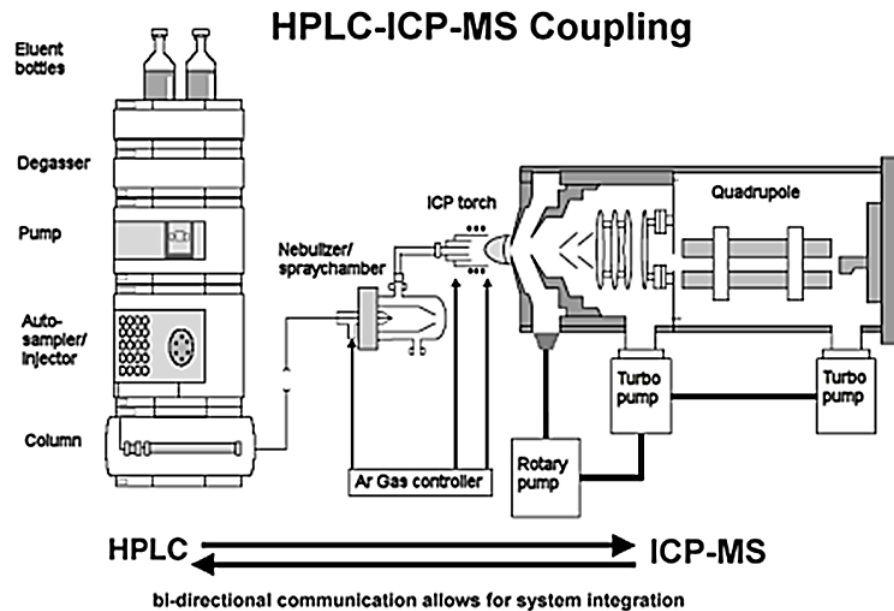 HPLC-ICP-MS Coupling
Eluent
bottles
Degasser
Pump
Auto-
sampler/
Injector
Column
Nebulizer/
spraychamber
ICP torch
Quadrupole
Turbo
pump
Turbo
pump
Rotary
pump
Ar Gas controller
HPLC
ICP-MS
bi-directional communication allows for system integration